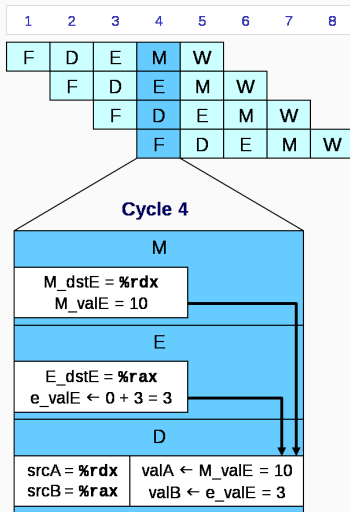 1 2 3 4 5 6 7 8
F D E M W
F D E M W
F D E M W
F D E M W
Cycle 4
M
M_dstE = %rdx
M_valE = 10
E
E_dstE = %rax
e_valE ← 0 + 3 = 3
D
srcA = %rdx
srcB = %rax
valA ← M_valE = 10
valB ← e_valE = 3